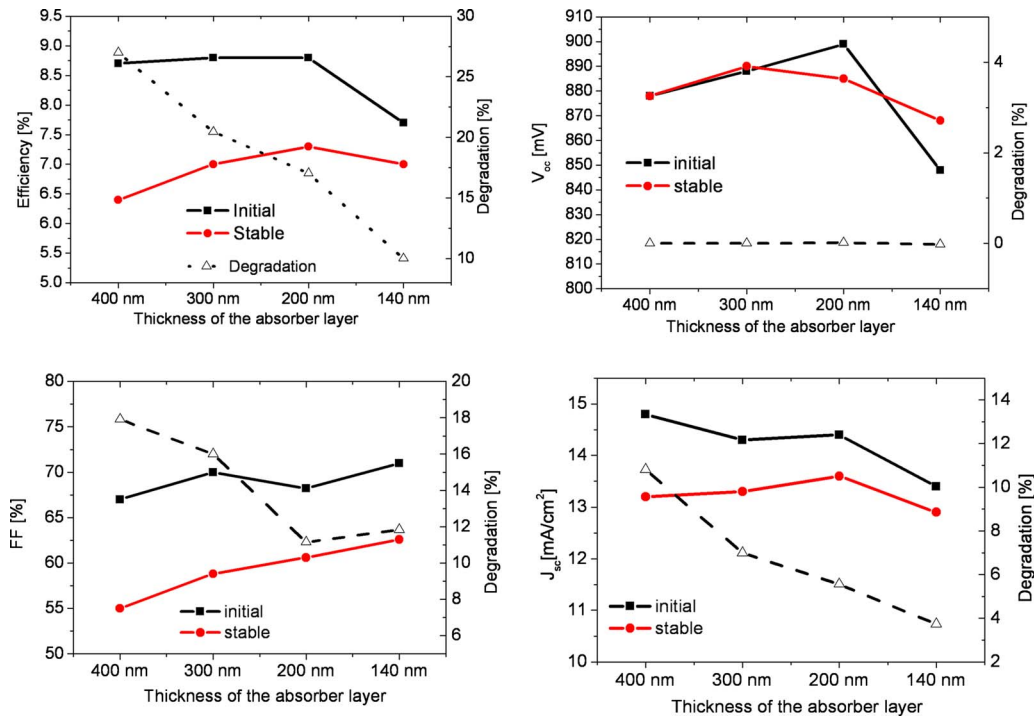 Efficiency [%]
9.5
9.0
8.5
8.0
7.5
7.0
6.5
6.0
5.5
5.0
30
25
20
15
10
Degradation [%]
Initial
Stable
Degradation
400 nm 300 nm 200 nm 140 nm
Thickness of the absorber layer
Voc [mV]
910
900
890
880
870
860
850
840
830
820
810
800
4
2
0
Degradation [%]
initial
stable
400 nm 300 nm 200 nm 140 nm
Thickness of the absorber layer
FF [%]
80
75
70
65
60
55
50
20
18
16
14
12
10
8
6
Degradation [%]
initial
stable
400 nm 300 nm 200 nm 140 nm
Thickness of the absorber layer
Jsc[mA/cm²]
15
14
13
12
11
10
14
12
10
8
6
4
2
Degradation [%]
initial
stable
400 nm 300 nm 200 nm 140 nm
Thickness of the absorber layer